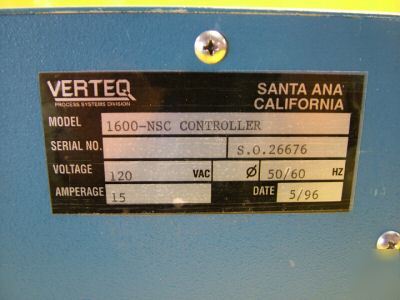 VERTEQ SANTA ANA
PROCESS SYSTEMS DIVISION CALIFORNIA
MODEL 1600-NSC CONTROLLER
SERIAL NO. S.O.26676
VOLTAGE 120 VAC Ø 50/60 HZ
AMPERAGE 15 DATE 5/96